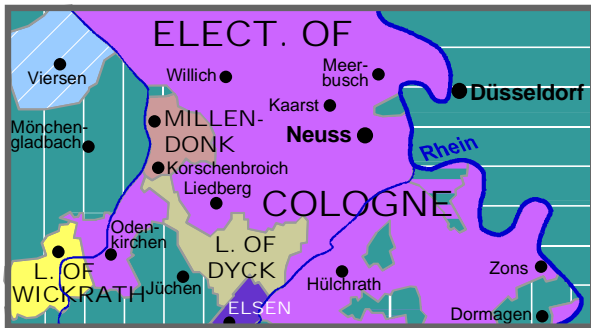 ELECT. OF
Viersen
Willich
Meer-
busch
Kaarst
Düsseldorf
Mönchen-
gladbach
MILLEN-
DONK
Neuss
Rhein
Korschenbroich
Liedberg
COLOGNE
Oden-
kirchen
L. OF
DYCK
L. OF
WICKRATH
Jüchen
Hülchrath
Zons
ELSEN
Dormagen